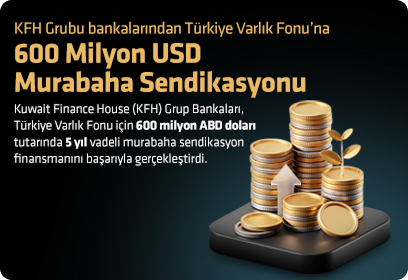 KFH Grubu bankalarından Türkiye Varlık Fonu’na
600 Milyon USD
Murabaha Sendikasyonu
Kuwait Finance House (KFH) Grup Bankaları,
Türkiye Varlık Fonu için 600 milyon ABD doları
tutarında 5 yıl vadeli murabaha sendikasyon
finansmanını başarıyla gerçekleştirdi.